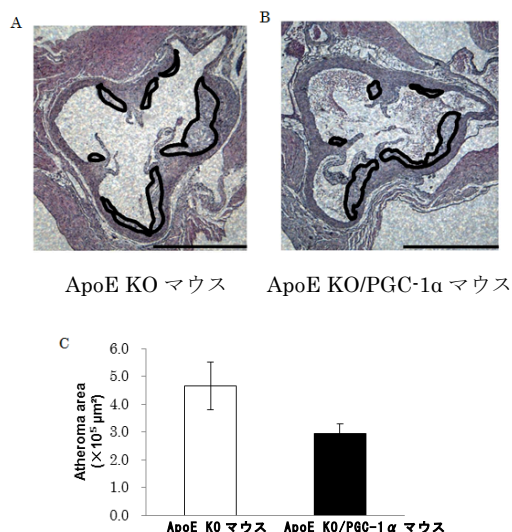 A
B
ApoE KO マウス
ApoE KO/PGC-1α マウス
C
Atheroma area
(×10⁵ μm²)
6.0
5.0
4.0
3.0
2.0
1.0
0.0
ApoE KO マウス
ApoE KO/PGC-1α マウス